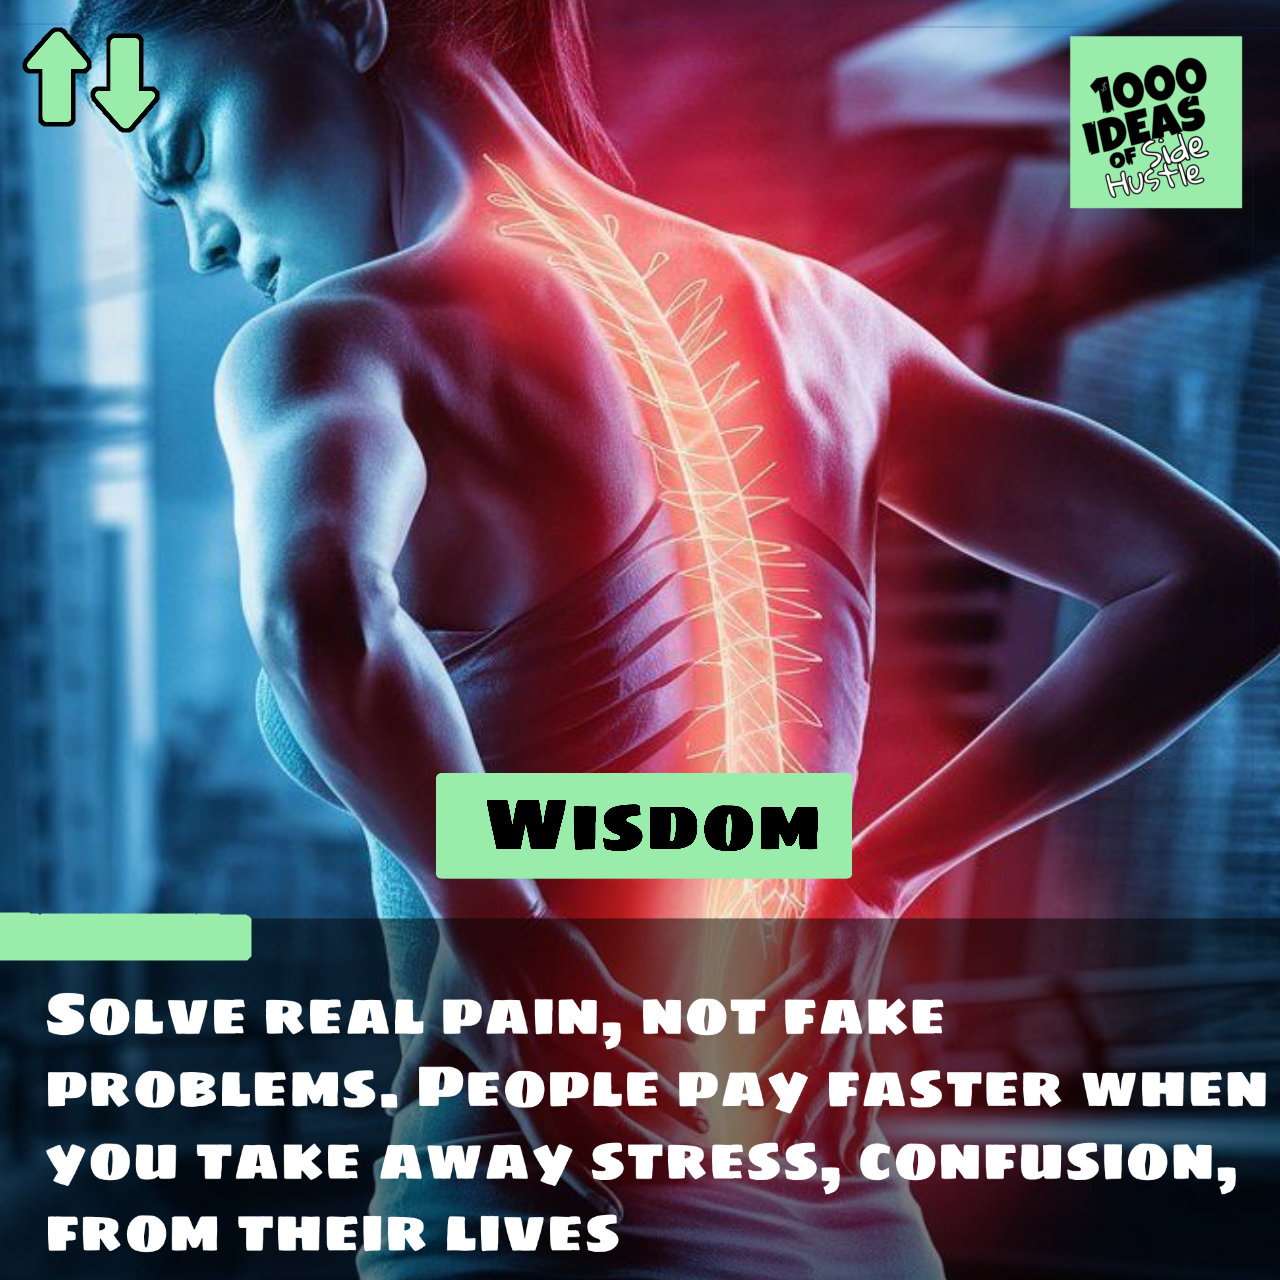 1000
IDEAS
OF Side
Hustle
WISDOM
SOLVE REAL PAIN, NOT FAKE
PROBLEMS. PEOPLE PAY FASTER WHEN
YOU TAKE AWAY STRESS, CONFUSION,
FROM THEIR LIVES